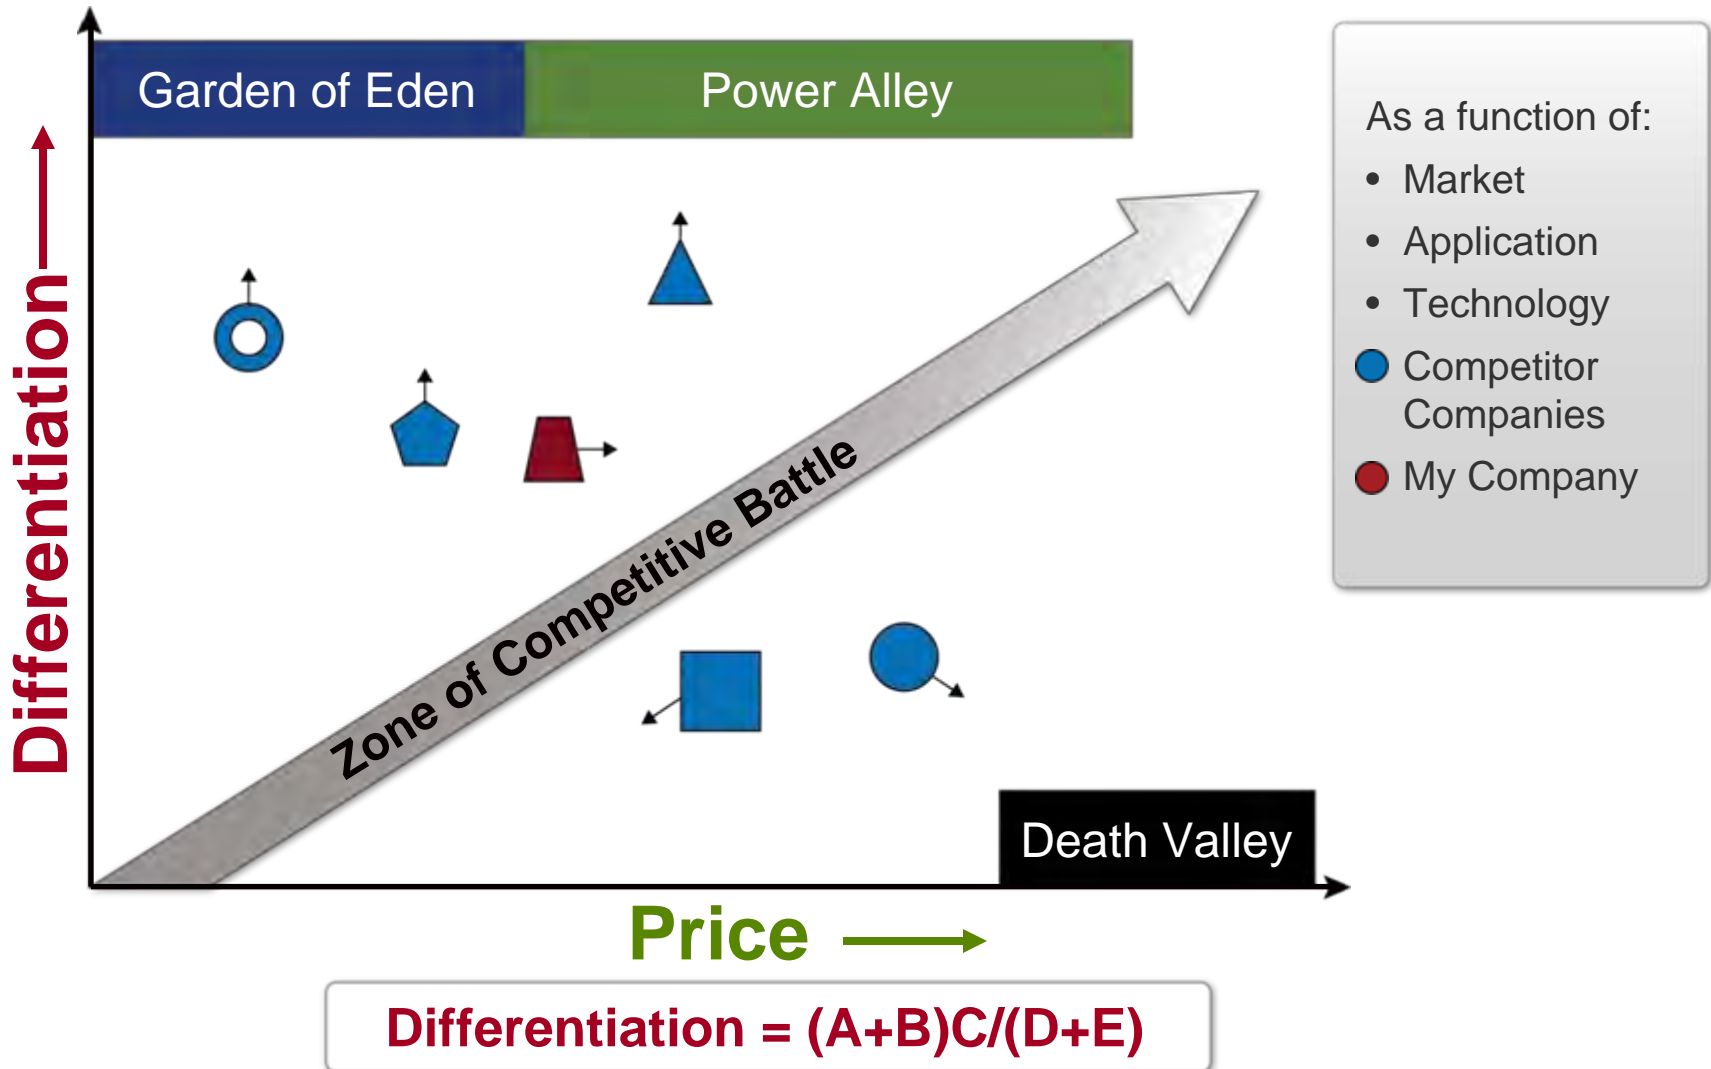 Garden of Eden
Power Alley
As a function of:
• Market
• Application
• Technology
Competitor
Companies
My Company
Differentiation
Zone of Competitive Battle
Death Valley
Price
Differentiation = (A+B)C/(D+E)